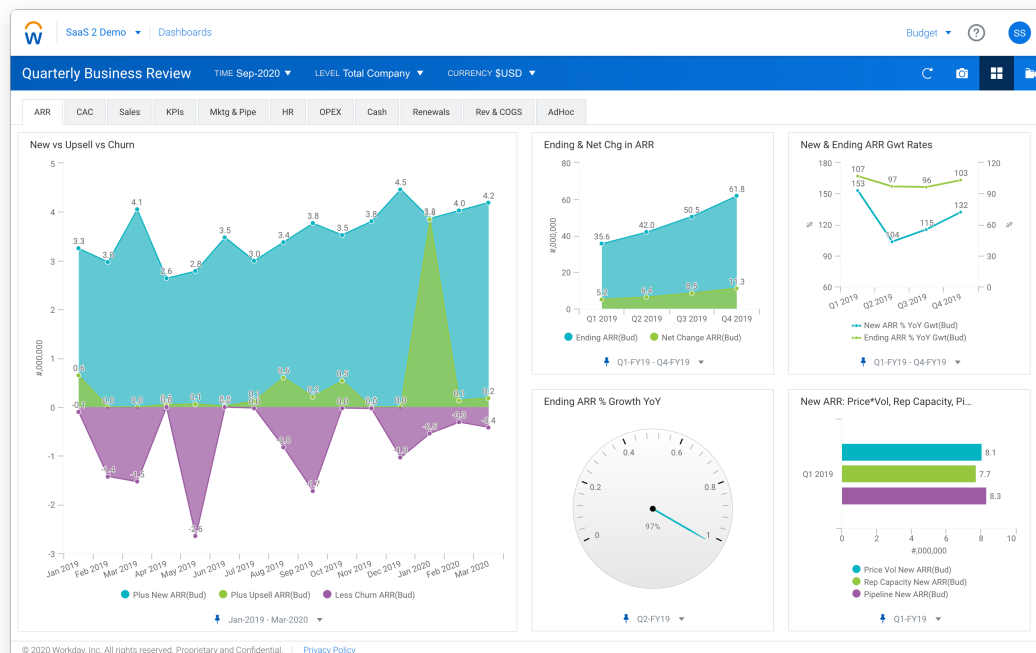 SaaS 2 Demo
Dashboards
Budget
?
SS
Quarterly Business Review
TIME Sep-2020
LEVEL Total Company
CURRENCY $USD
ARR
CAC
Sales
KPIs
Mktg & Pipe
HR
OPEX
Cash
Renewals
Rev & COGS
AdHoc
New vs Upsell vs Churn
5
4
3
2
1
0
-1
-2
-3
#,000,000
3.3
4.1
2.6
2.8
3.5
3.0
3.4
3.8
3.5
3.8
4.5
4.0
4.2
Jan 2019
Feb 2019
Mar 2019
Apr 2019
May 2019
Jun 2019
Jul 2019
Aug 2019
Sep 2019
Oct 2019
Nov 2019
Dec 2019
Jan 2020
Feb 2020
Mar 2020
Plus New ARR(Bud)
Plus Upsell ARR(Bud)
Less Churn ARR(Bud)
Jan-2019 - Mar-2020
Ending & Net Chg in ARR
80
60
40
20
0
#,000,000
35.6
42.0
50.5
61.8
5.2
6.4
8.5
11.3
Q1 2019
Q2 2019
Q3 2019
Q4 2019
Ending ARR(Bud)
Net Change ARR(Bud)
Q1-FY19 - Q4-FY19
New & Ending ARR Gwt Rates
180
150
120
90
60
%
120
90
60
30
0
%
107
97
96
103
153
104
115
132
Q1 2019
Q2 2019
Q3 2019
Q4 2019
New ARR % YoY Gwt(Bud)
Ending ARR % YoY Gwt(Bud)
Q1-FY19 - Q4-FY19
Ending ARR % Growth YoY
0
0.2
0.4
0.6
0.8
1
97%
Q2-FY19
New ARR: Price*Vol, Rep Capacity, Pi...
Q1 2019
8.1
7.7
8.3
0
2
4
6
8
10
#,000,000
Price Vol New ARR(Bud)
Rep Capacity New ARR(Bud)
Pipeline New ARR(Bud)
Q1-FY19
© 2020 Workday, Inc. All rights reserved. Proprietary and Confidential.
Privacy Policy